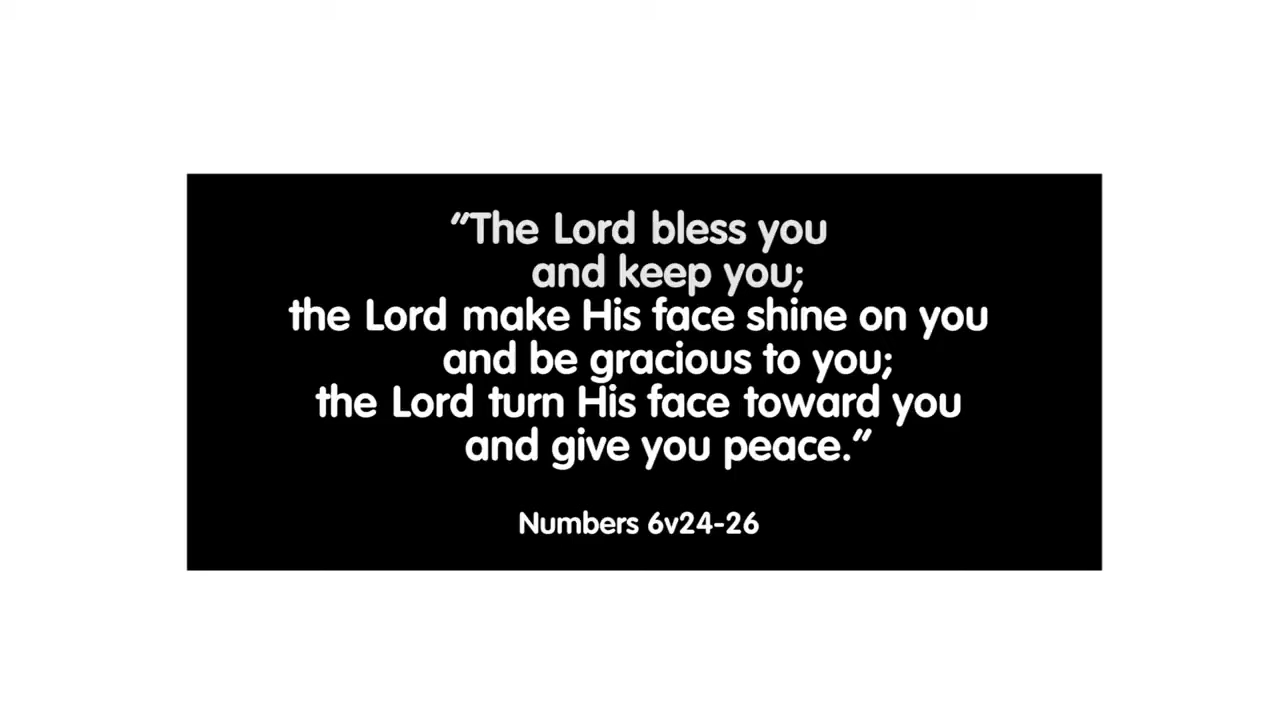 “The Lord bless you
and keep you;
the Lord make His face shine on you
and be gracious to you;
the Lord turn His face toward you
and give you peace.”
Numbers 6v24-26